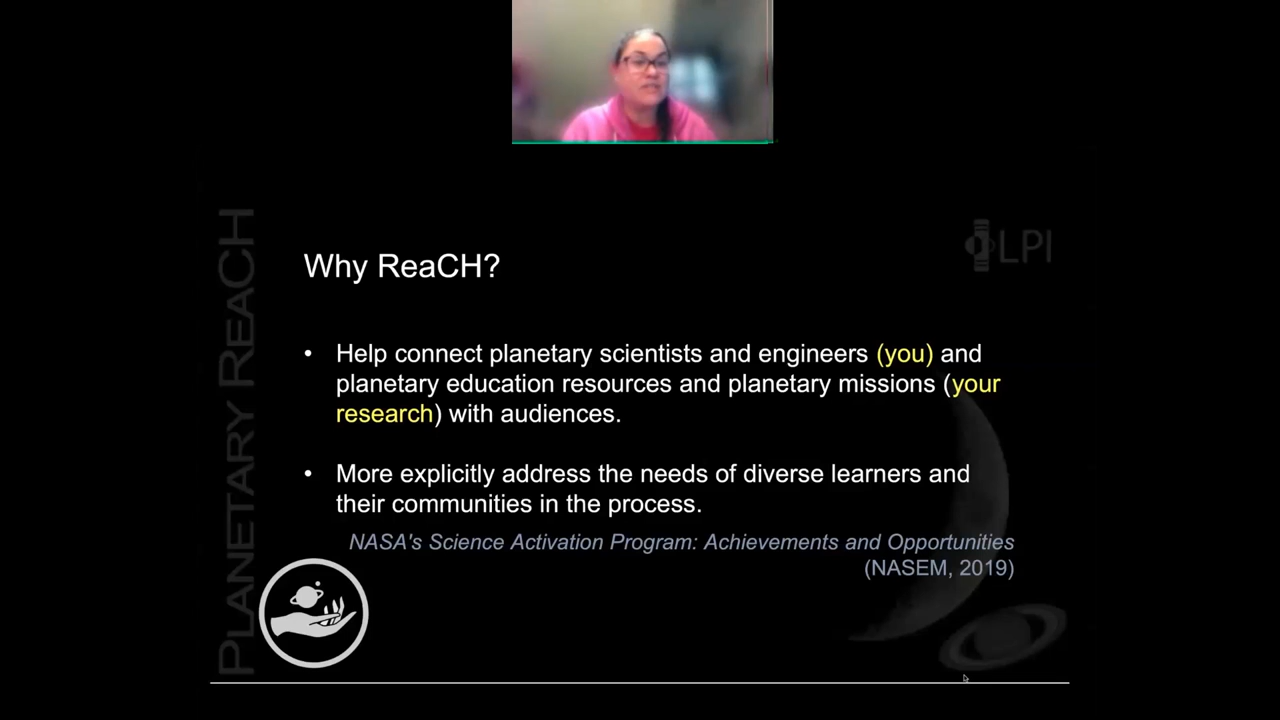 PLANETARY REACH
LPI
Why ReaCH?
• Help connect planetary scientists and engineers (you) and
planetary education resources and planetary missions (your
research) with audiences.
• More explicitly address the needs of diverse learners and
their communities in the process.
NASA's Science Activation Program: Achievements and Opportunities
(NASEM, 2019)